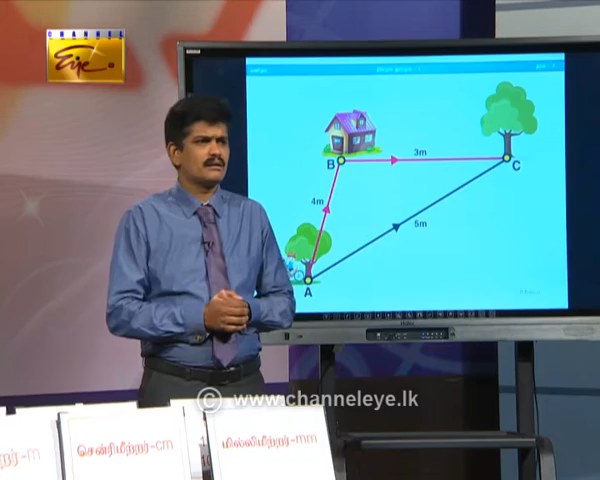 CHANNEL
Eye
B
3m
C
4m
5m
A
© www.channeleye.lk
ற்றர்-m
சென்ரிமீற்றர்-cm
மில்லிமீற்றர்-mm